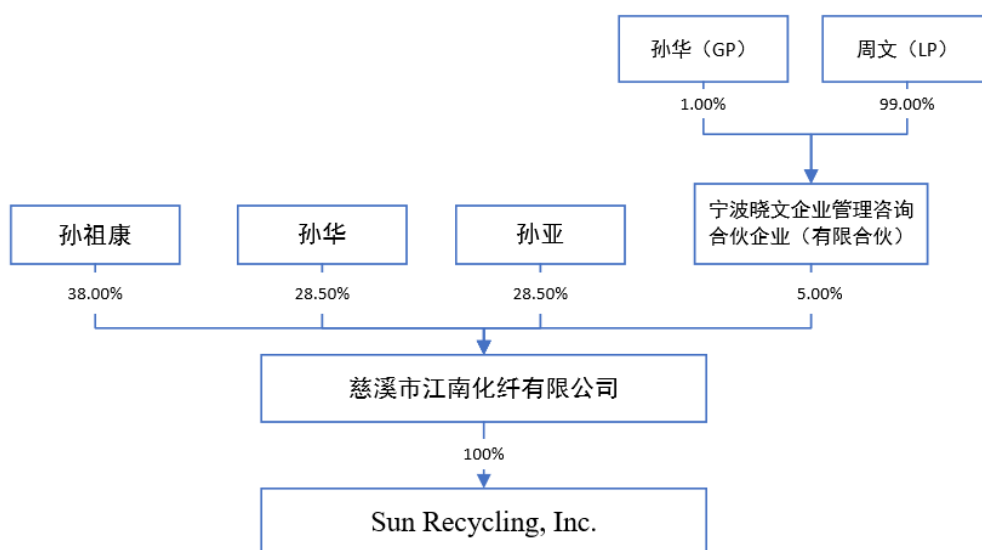 孙华（GP）
周文（LP）
1.00%
99.00%
孙祖康
孙华
孙亚
宁波晓文企业管理咨询
合伙企业（有限合伙）
38.00%
28.50%
28.50%
5.00%
慈溪市江南化纤有限公司
100%
Sun Recycling, Inc.